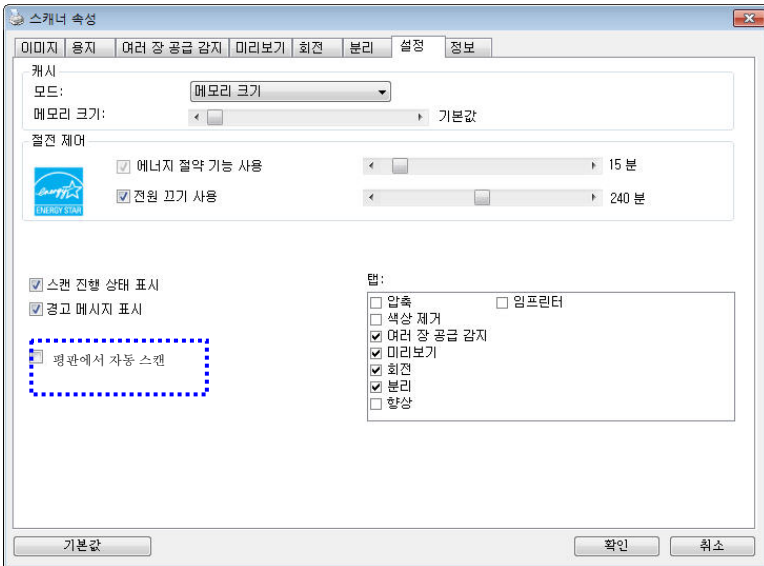 스캐너 속성
이미지 용지 여러 장 공급 감지 미리보기 회전 분리 설정 정보
캐시
모드: 메모리 크기
메모리 크기: 기본값
절전 제어
에너지 절약 기능 사용 15 분
energy
ENERGY STAR
전원 끄기 사용 240 분
스캔 진행 상태 표시
경고 메시지 표시
평판에서 자동 스캔
탭:
압축 임프린터
색상 제거
여러 장 공급 감지
미리보기
회전
분리
향상
기본값 확인 취소